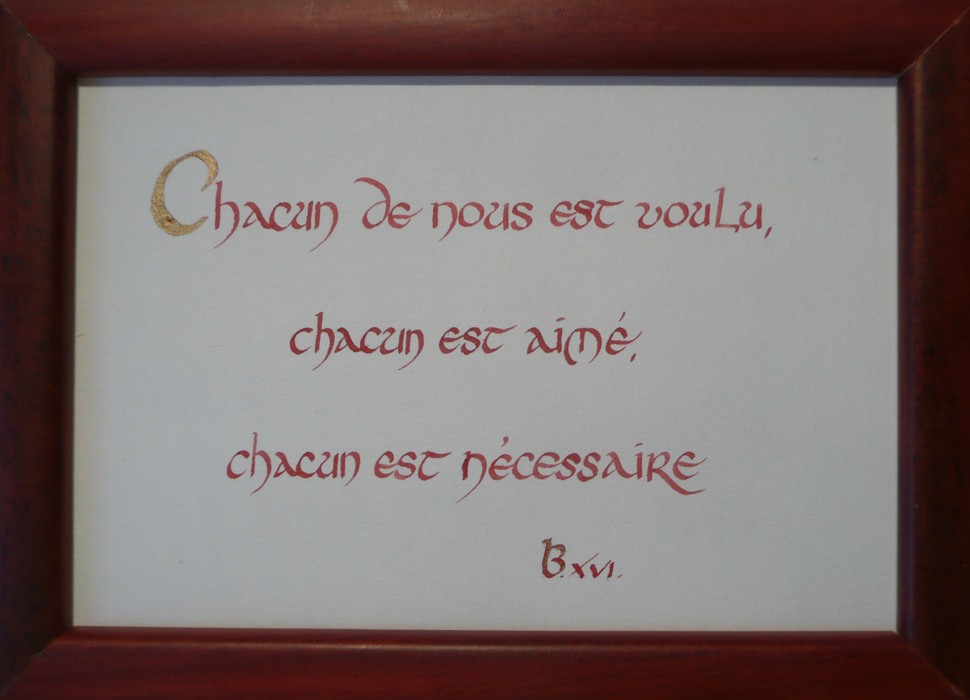 Chacun de nous est voulu,
chacun est aimé,
chacun est nécessaire
B.XVI.